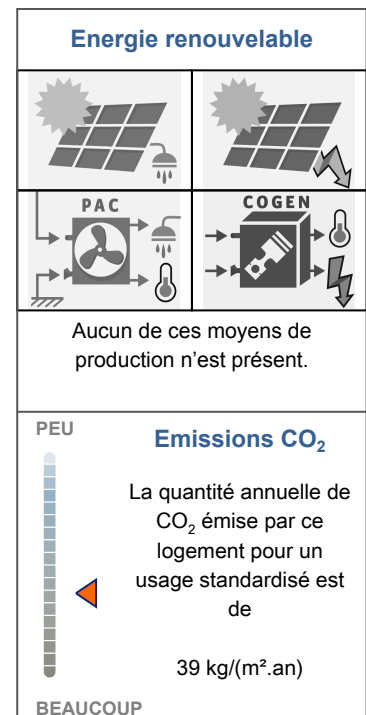 Energie renouvelable
PAC
COGEN
Aucun de ces moyens de
production n'est présent.
PEU
Emissions CO₂
La quantité annuelle de
CO₂ émise par ce
logement pour un
usage standardisé est
de
39 kg/(m².an)
BEAUCOUP